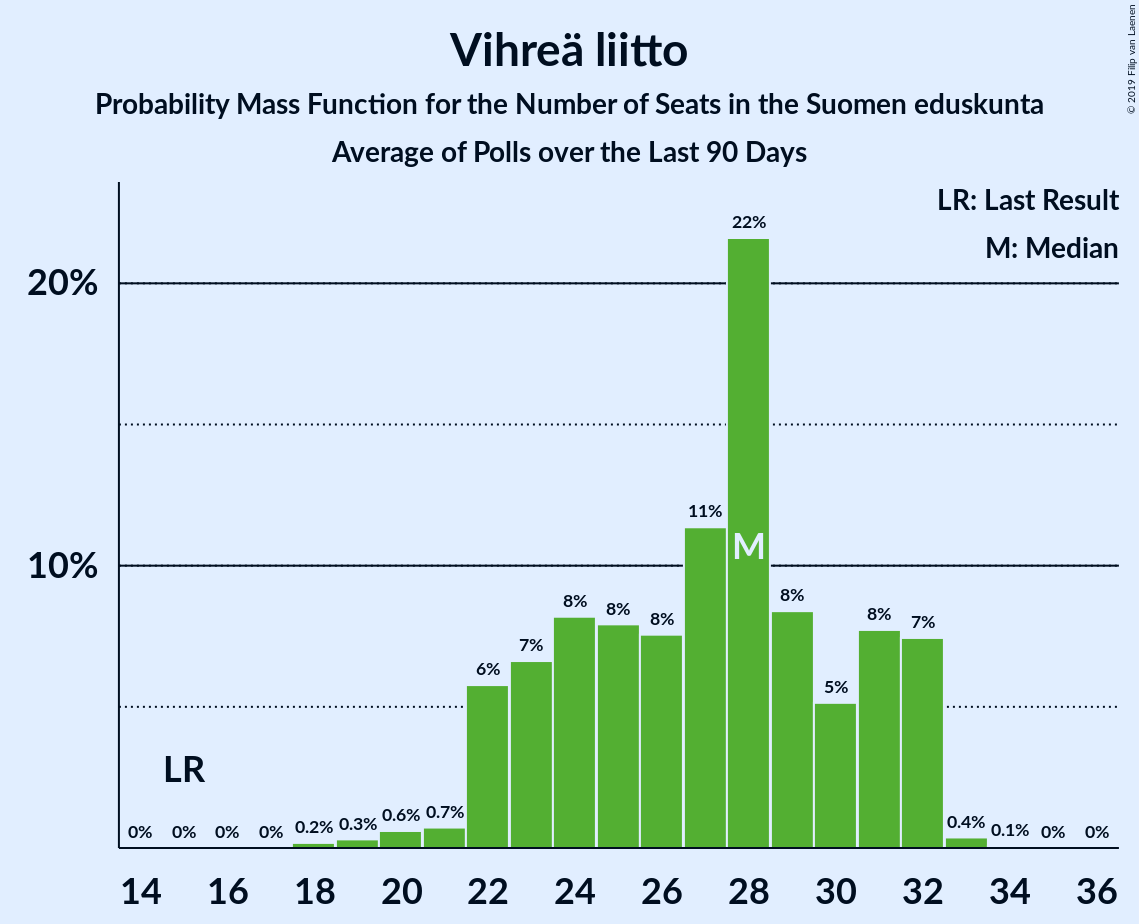 Vihreä liitto
Probability Mass Function for the Number of Seats in the Suomen eduskunta
Average of Polls over the Last 90 Days
© 2019 Filip van Laenen
LR: Last Result
M: Median
20%
10%
22%
11%
M
8%
8%
8%
8%
8%
7%
7%
6%
5%
LR
0%
0%
0%
0%
0.2%
0.3%
0.6%
0.7%
0.4%
0.1%
0%
0%
14 16 18 20 22 24 26 28 30 32 34 36